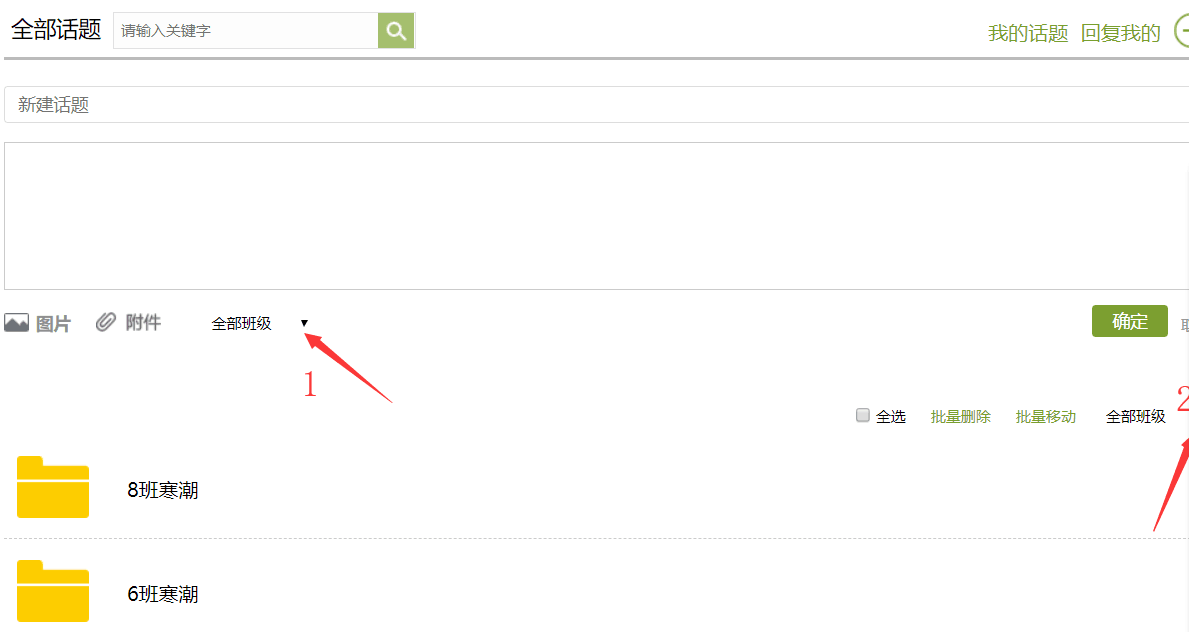 全部话题 请输入关键字 我的话题 回复我的
新建话题
图片 附件 全部班级 ▼ 确定
1
2
全选 批量删除 批量移动 全部班级
8班寒潮
6班寒潮